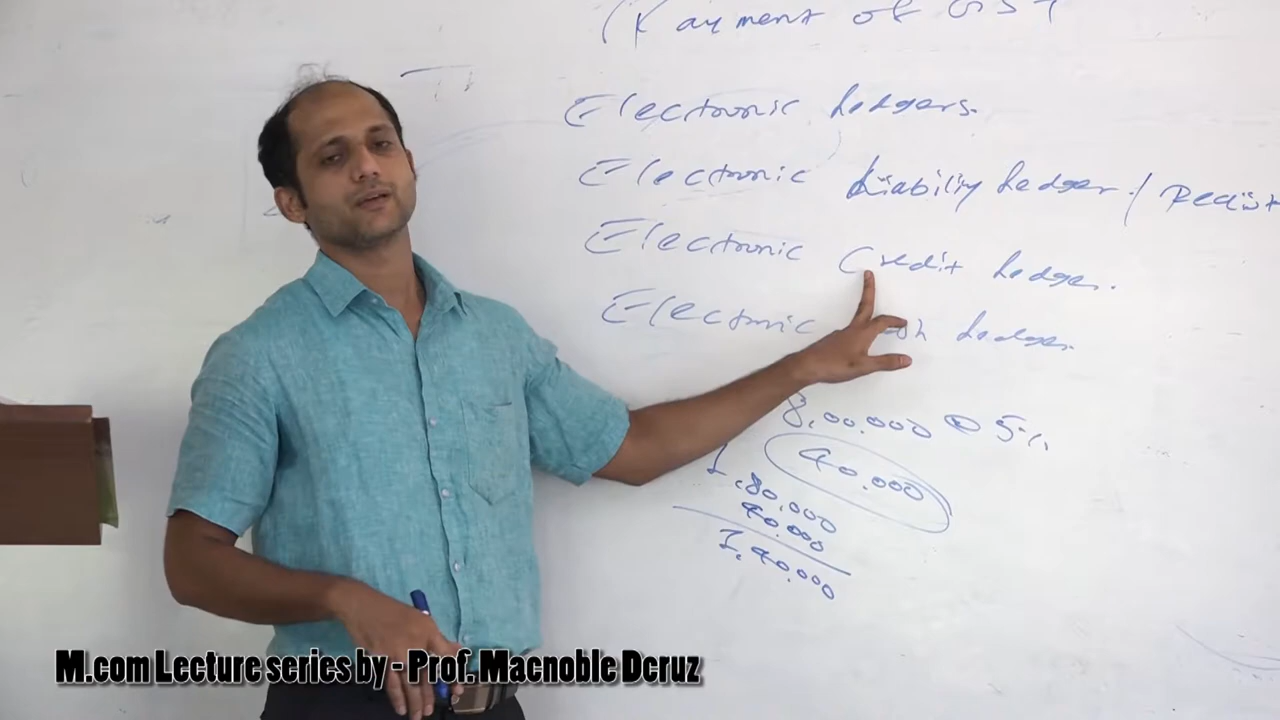 (Payment of GST
Electronic Ledgers.
Electronic Liability Ledger. / Regist
Electronic Credit Ledger.
Electronic Ledger.
8,00,000 @ 5%
40,000
1,80,000
40,000
1,40,000
M.com Lecture series by - Prof. Macnoble Dcruz